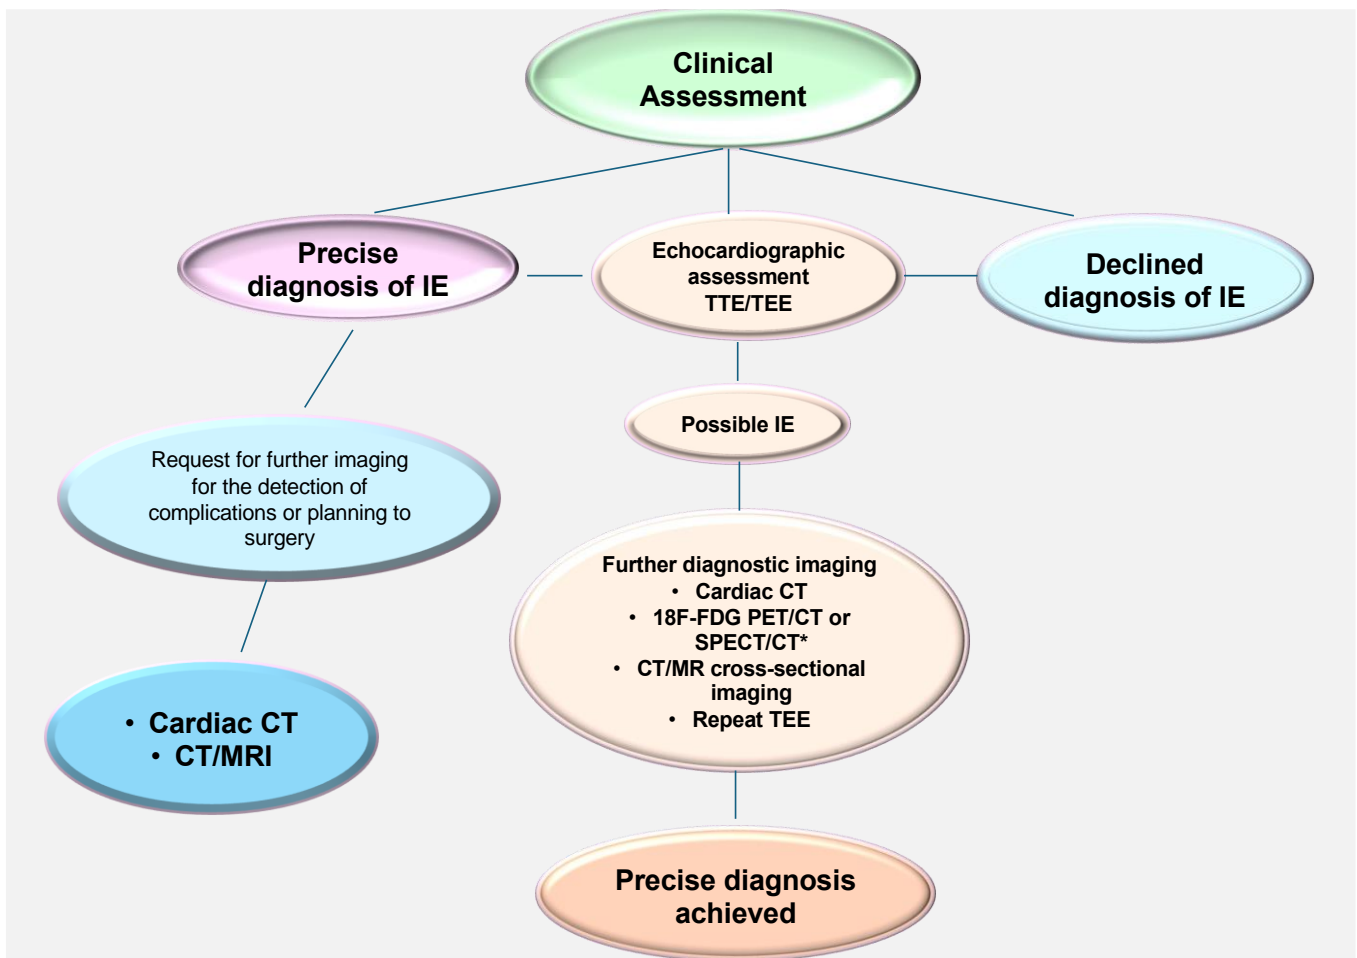 Clinical
Assessment
Precise
diagnosis of IE
Echocardiographic
assessment
TTE/TEE
Declined
diagnosis of IE
Possible IE
Request for further imaging
for the detection of
complications or planning to
surgery
Further diagnostic imaging
• Cardiac CT
• 18F-FDG PET/CT or
SPECT/CT*
• CT/MR cross-sectional
imaging
• Repeat TEE
• Cardiac CT
• CT/MRI
Precise diagnosis
achieved